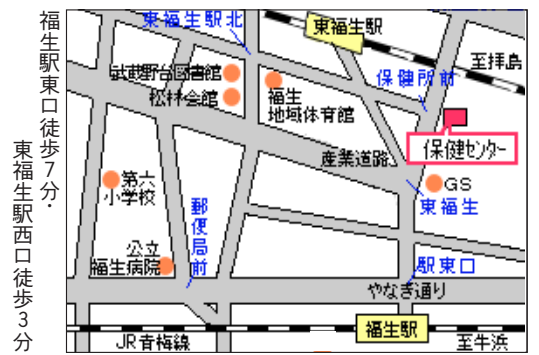 福生駅東口徒歩7分・
東福生駅西口徒歩3分
東福生駅北
東福生駅
至拝島
武蔵野台図書館
松林会館
福生
地域体育館
保健所前
保健センター
産業道路
GS
東福生
第六
小学校
郵便局前
公立
福生病院
駅東口
やなぎ通り
福生駅
JR青梅線
至牛浜